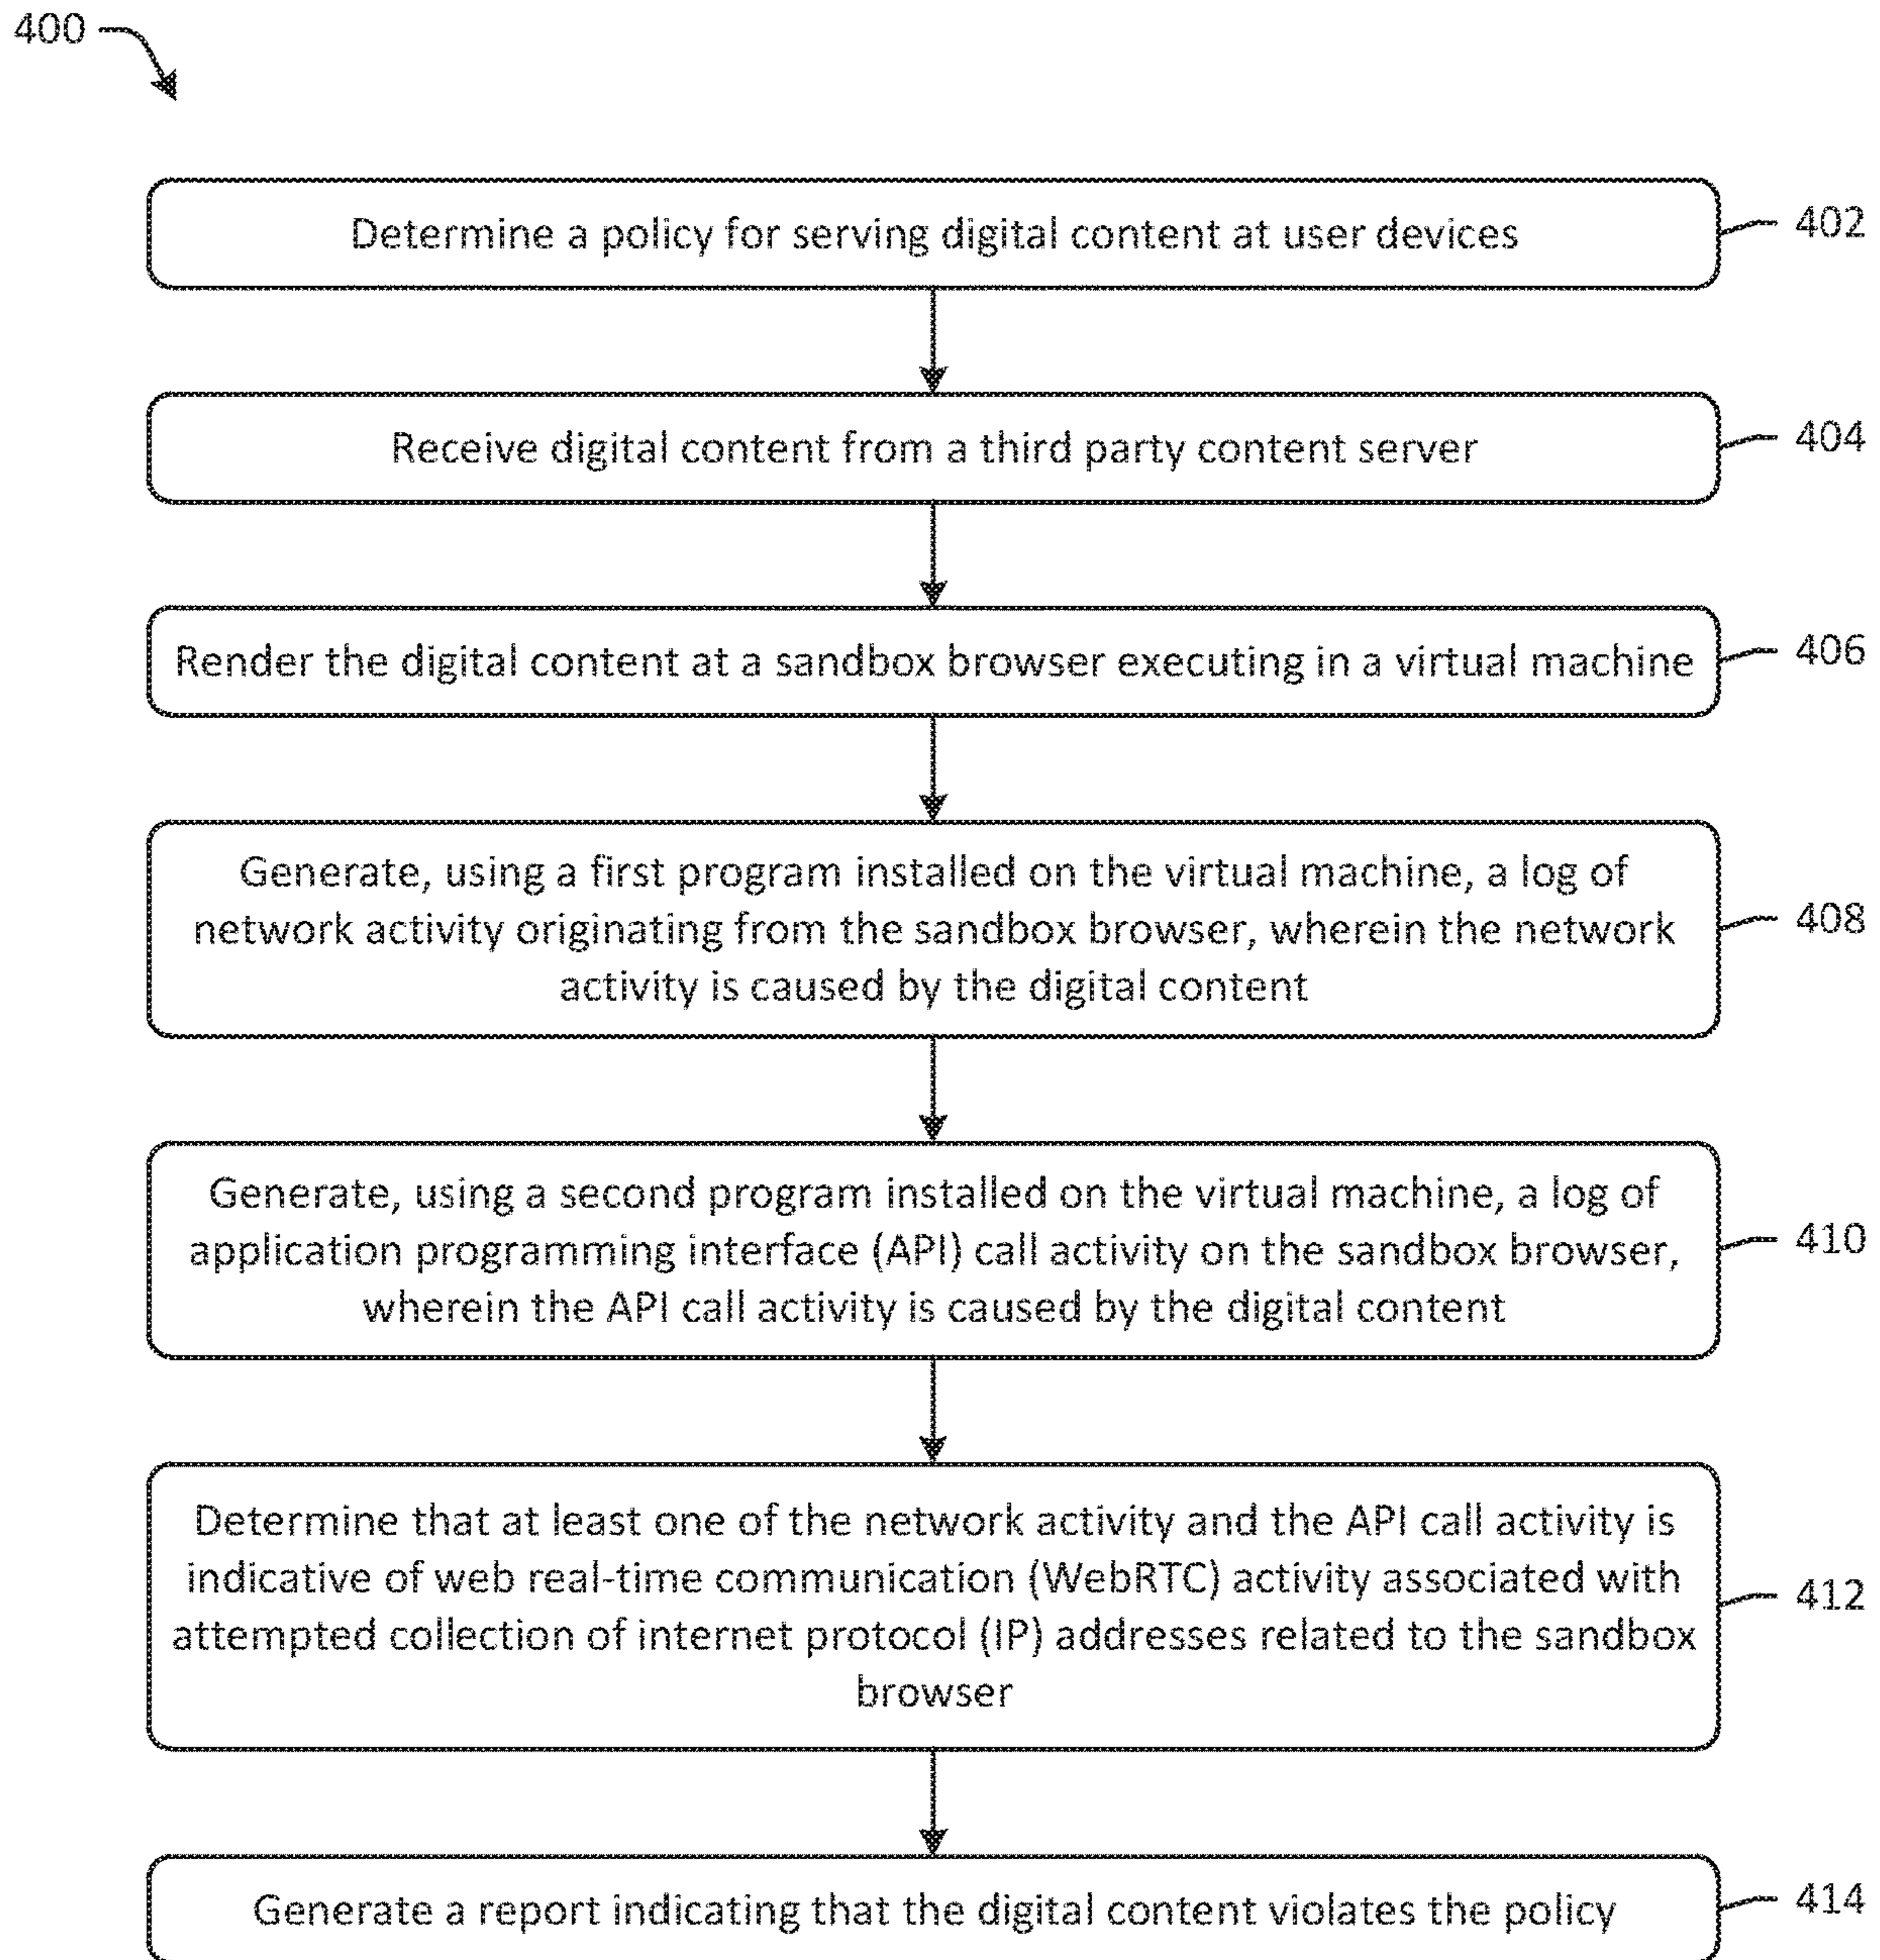 400
Determine a policy for serving digital content at user devices
402
Receive digital content from a third party content server
404
Render the digital content at a sandbox browser executing in a virtual machine
406
Generate, using a first program installed on the virtual machine, a log of
network activity originating from the sandbox browser, wherein the network
activity is caused by the digital content
408
Generate, using a second program installed on the virtual machine, a log of
application programming interface (API) call activity on the sandbox browser,
wherein the API call activity is caused by the digital content
410
Determine that at least one of the network activity and the API call activity is
indicative of web real-time communication (WebRTC) activity associated with
attempted collection of internet protocol (IP) addresses related to the sandbox
browser
412
Generate a report indicating that the digital content violates the policy
414